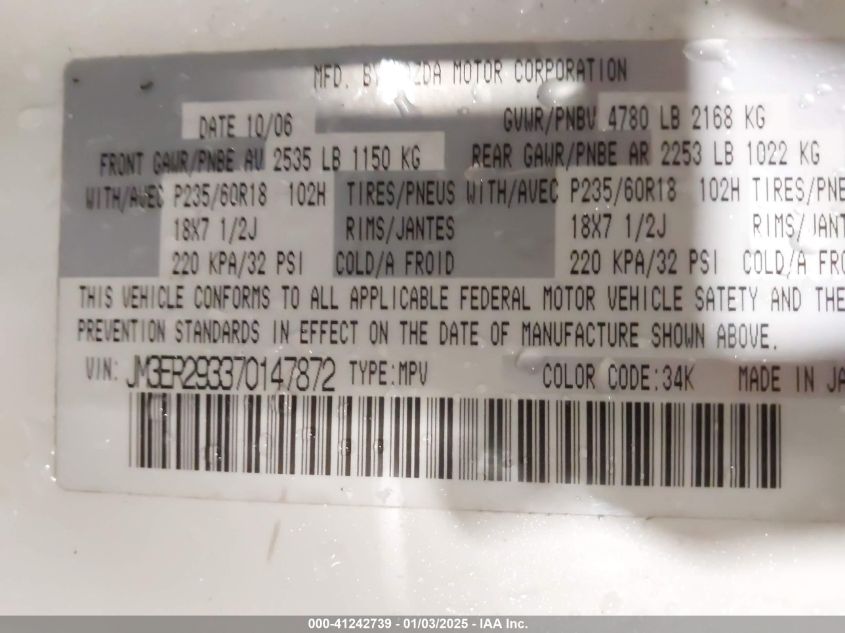 MFD. BY MAZDA MOTOR CORPORATION
DATE 10/06 GVWR/PNBV 4780 LB 2168 KG
FRONT GAWR/PNBE AV 2535 LB 1150 KG REAR GAWR/PNBE AR 2253 LB 1022 KG
WITH/AVEC P235/60R18 102H TIRES/PNEUS WITH/AVEC P235/60R18 102H TIRES/PNE
18X7 1/2J RIMS/JANTES 18X7 1/2J RIMS/JANT
220 KPA/32 PSI COLD/A FROID 220 KPA/32 PSI COLD/A FRO
THIS VEHICLE CONFORMS TO ALL APPLICABLE FEDERAL MOTOR VEHICLE SATETY AND THE
PREVENTION STANDARDS IN EFFECT ON THE DATE OF MANUFACTURE SHOWN ABOVE.
VIN: JM3ER293370147872 TYPE:MPV COLOR CODE:34K MADE IN JA
000-41242739 - 01/03/2025 - IAA Inc.